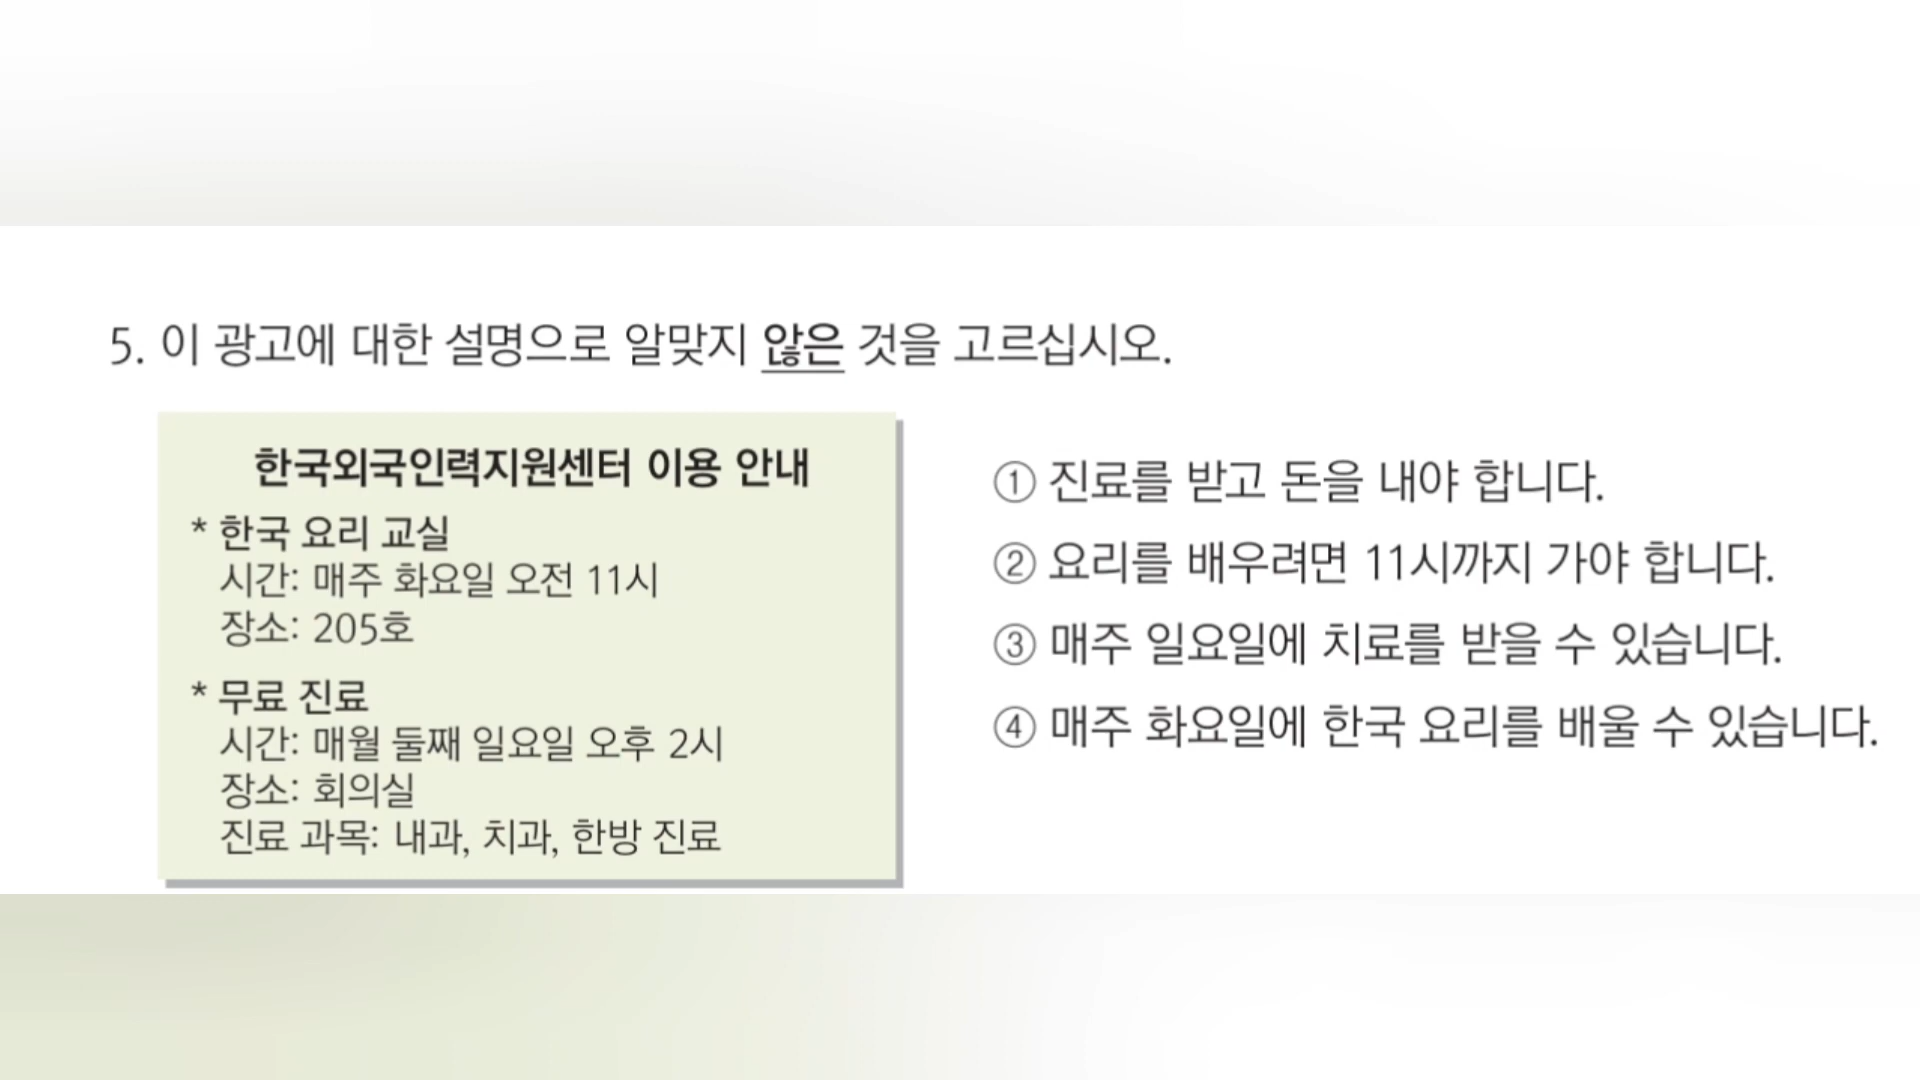 5. 이 광고에 대한 설명으로 알맞지 않은 것을 고르십시오.
한국외국인력지원센터 이용 안내
* 한국 요리 교실
시간: 매주 화요일 오전 11시
장소: 205호
* 무료 진료
시간: 매월 둘째 일요일 오후 2시
장소: 회의실
진료 과목: 내과, 치과, 한방 진료
① 진료를 받고 돈을 내야 합니다.
② 요리를 배우려면 11시까지 가야 합니다.
③ 매주 일요일에 치료를 받을 수 있습니다.
④ 매주 화요일에 한국 요리를 배울 수 있습니다.